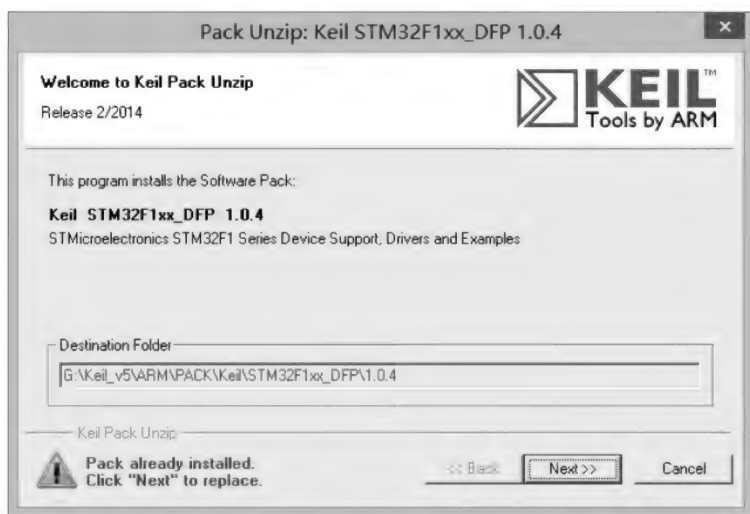 Pack Unzip: Keil STM32F1xx_DFP 1.0.4
Welcome to Keil Pack Unzip
Release 2/2014
KEIL™
Tools by ARM
This program installs the Software Pack:
Keil STM32F1xx_DFP 1.0.4
STMicroelectronics STM32F1 Series Device Support, Drivers and Examples
Destination Folder
G:\Keil_v5\ARM\PACK\Keil\STM32F1xx_DFP\1.0.4
Keil Pack Unzip
Pack already installed.
Click "Next" to replace.
<< Back
Next >>
Cancel